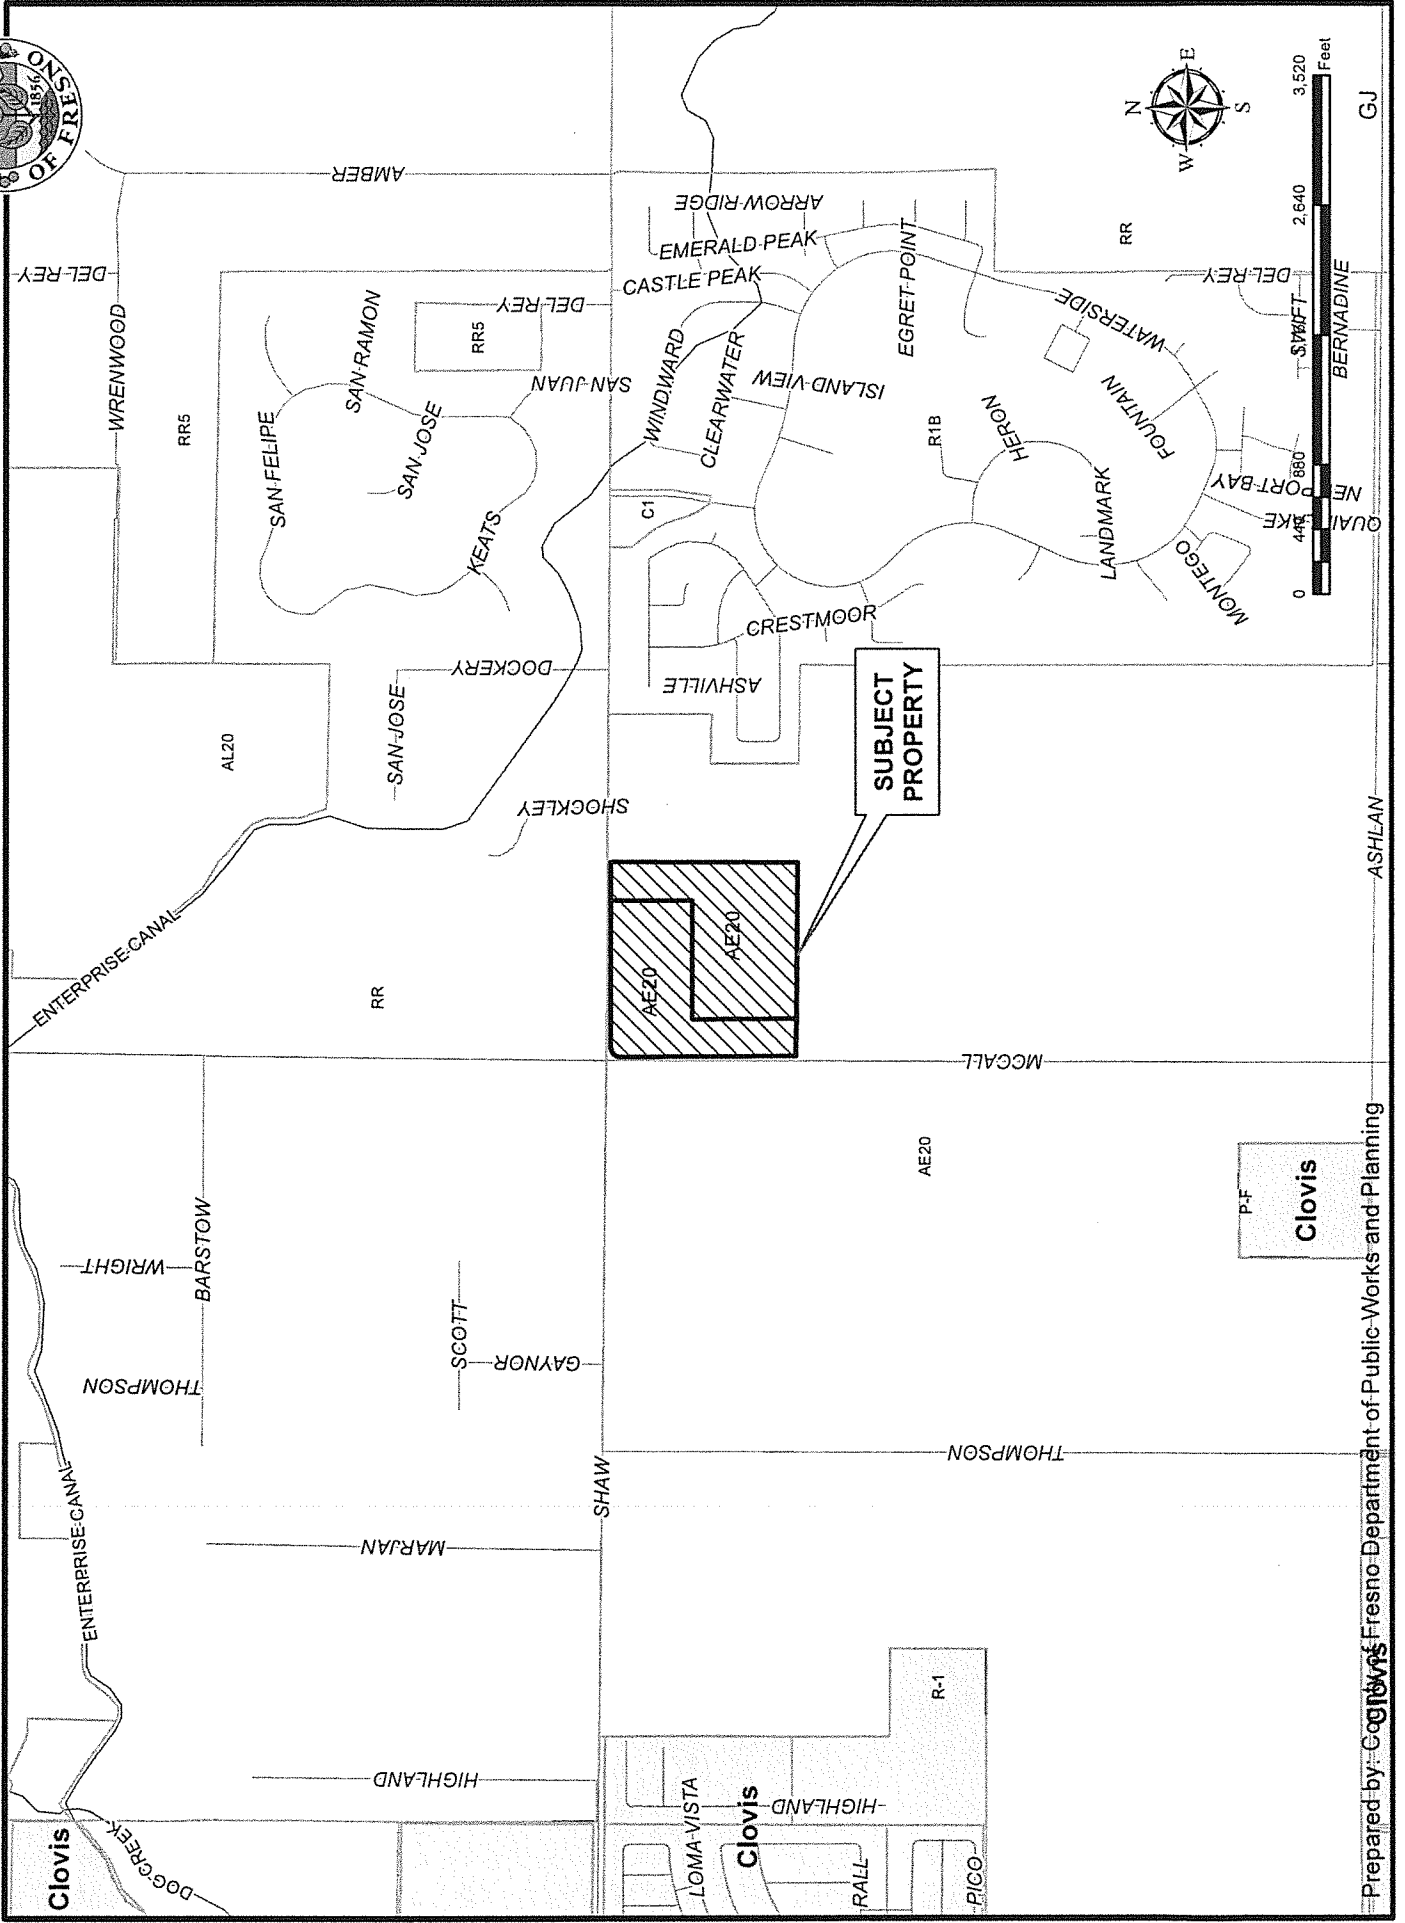 OF FRESNO
1856
Clovis
DOG CREEK
ENTERPRISE CANAL
HIGHLAND
MARJAN
THOMPSON
WRIGHT
BARSTOW
SCOTT
GAYNOR
ENTERPRISE CANAL
RR
AL20
SAN JOSE
DOCKERY
SHOCKLEY
WRENWOOD
DEL REY
AMBER
RR5
SAN FELIPE
SAN RAMON
SAN JOSE
KEATS
RR5
DEL REY
SAN JUAN
SHAW
LOMA VISTA
Clovis
HIGHLAND
RALL
PICO
R-1
THOMPSON
MCCALL
AE20
AE20
AE20
SUBJECT
PROPERTY
ASHVILLE
CRESTMOOR
C1
WINDWARD
CLEARWATER
CASTLE PEAK
EMERALD PEAK
ARROW RIDGE
ISLAND VIEW
EGRET POINT
R1B
HERON
WATERSIDE
FOUNTAIN
LANDMARK
MONTEGO
QUAIL LAKE
NEWPORT BAY
RR
DEL REY
SWIFT
BERNADINE
P-F
Clovis
ASHLAN
Clovis
N
W
E
S
0
440
880
1,760
2,640
3,520
Feet
Prepared by: County of Fresno Department of Public Works and Planning
GJ